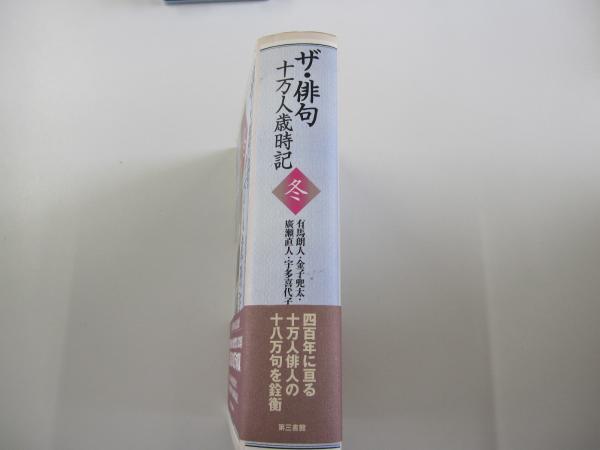 ザ・俳句
十万人歳時記
冬
有馬朗人・金子兜太・
廣瀬直人・宇多喜代子
四百年に亘る
十万人俳人の
十八万句を銓衡
第三書館